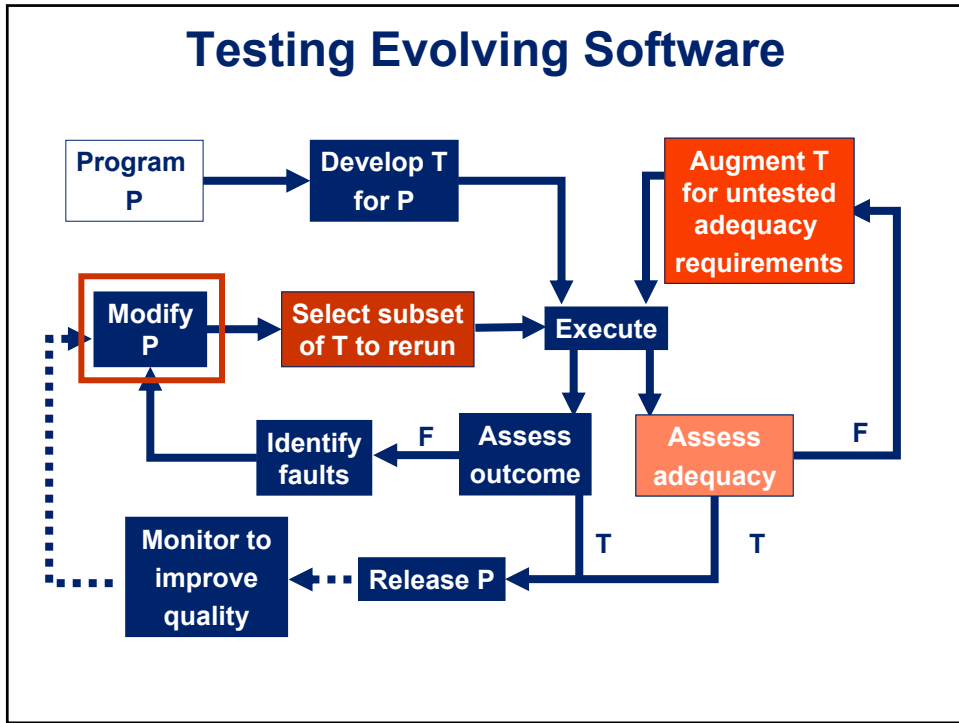 Testing Evolving Software
Program
P
Develop T
for P
Augment T
for untested
adequacy
requirements
Modify
P
Select subset
of T to rerun
Execute
Identify
faults
F
Assess
outcome
Assess
adequacy
F
T
T
Monitor to
improve
quality
Release P